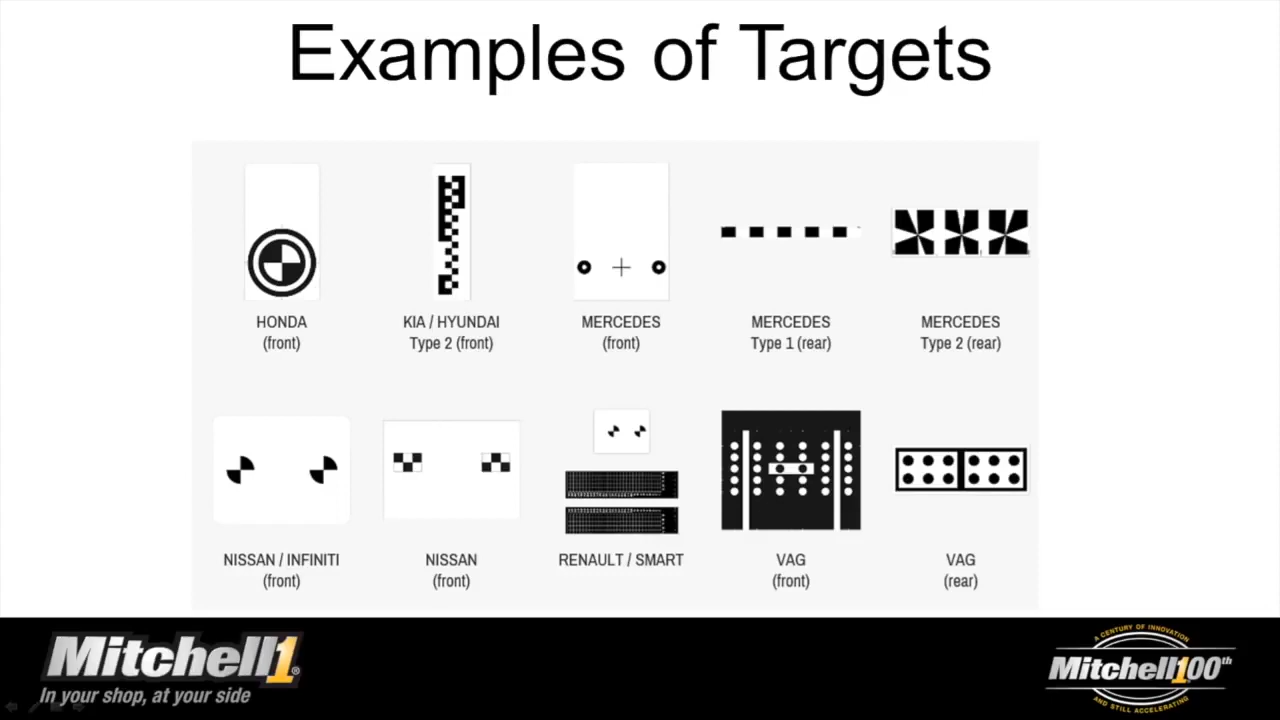 Examples of Targets
HONDA
(front)
KIA / HYUNDAI
Type 2 (front)
MERCEDES
(front)
MERCEDES
Type 1 (rear)
MERCEDES
Type 2 (rear)
NISSAN / INFINITI
(front)
NISSAN
(front)
RENAULT / SMART
VAG
(front)
VAG
(rear)
Mitchell1®
In your shop, at your side
A CENTURY OF INNOVATION
Mitchell100th
AND STILL ACCELERATING